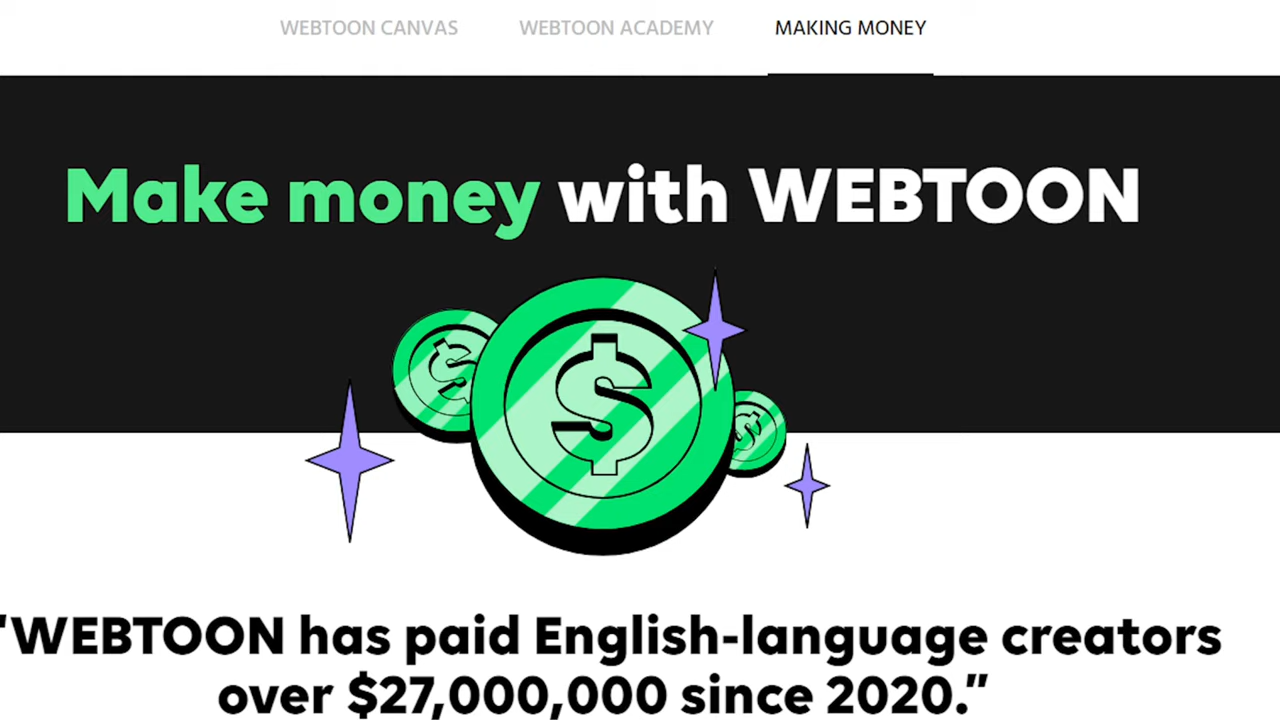 WEBTOON CANVAS WEBTOON ACADEMY MAKING MONEY
Make money with WEBTOON
$ $ $
"WEBTOON has paid English-language creators
over $27,000,000 since 2020.”